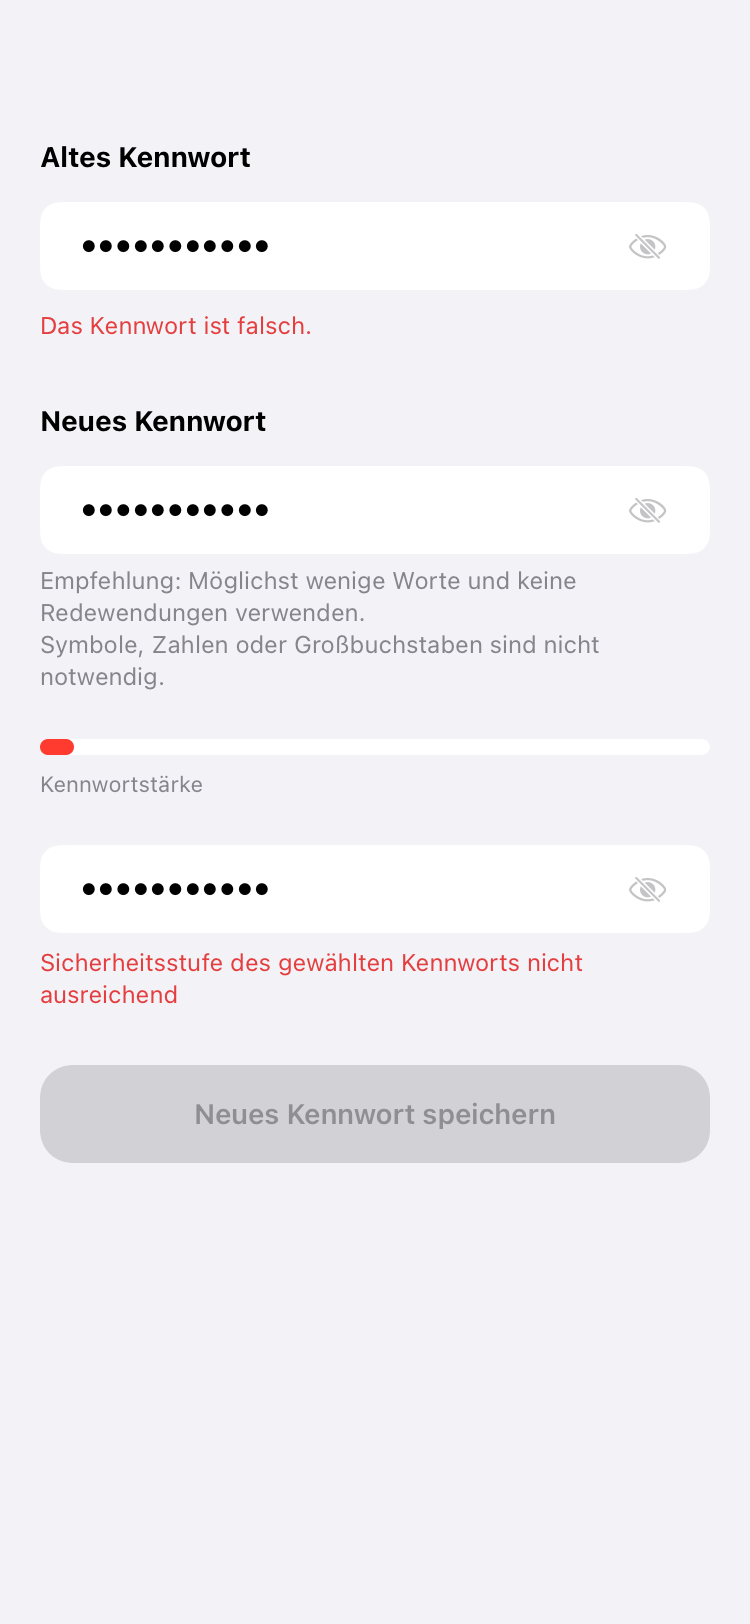 Altes Kennwort
•••••••••••
Das Kennwort ist falsch.
Neues Kennwort
•••••••••••
Empfehlung: Möglichst wenige Worte und keine
Redewendungen verwenden.
Symbole, Zahlen oder Großbuchstaben sind nicht
notwendig.
Kennwortstärke
•••••••••••
Sicherheitsstufe des gewählten Kennworts nicht
ausreichend
Neues Kennwort speichern